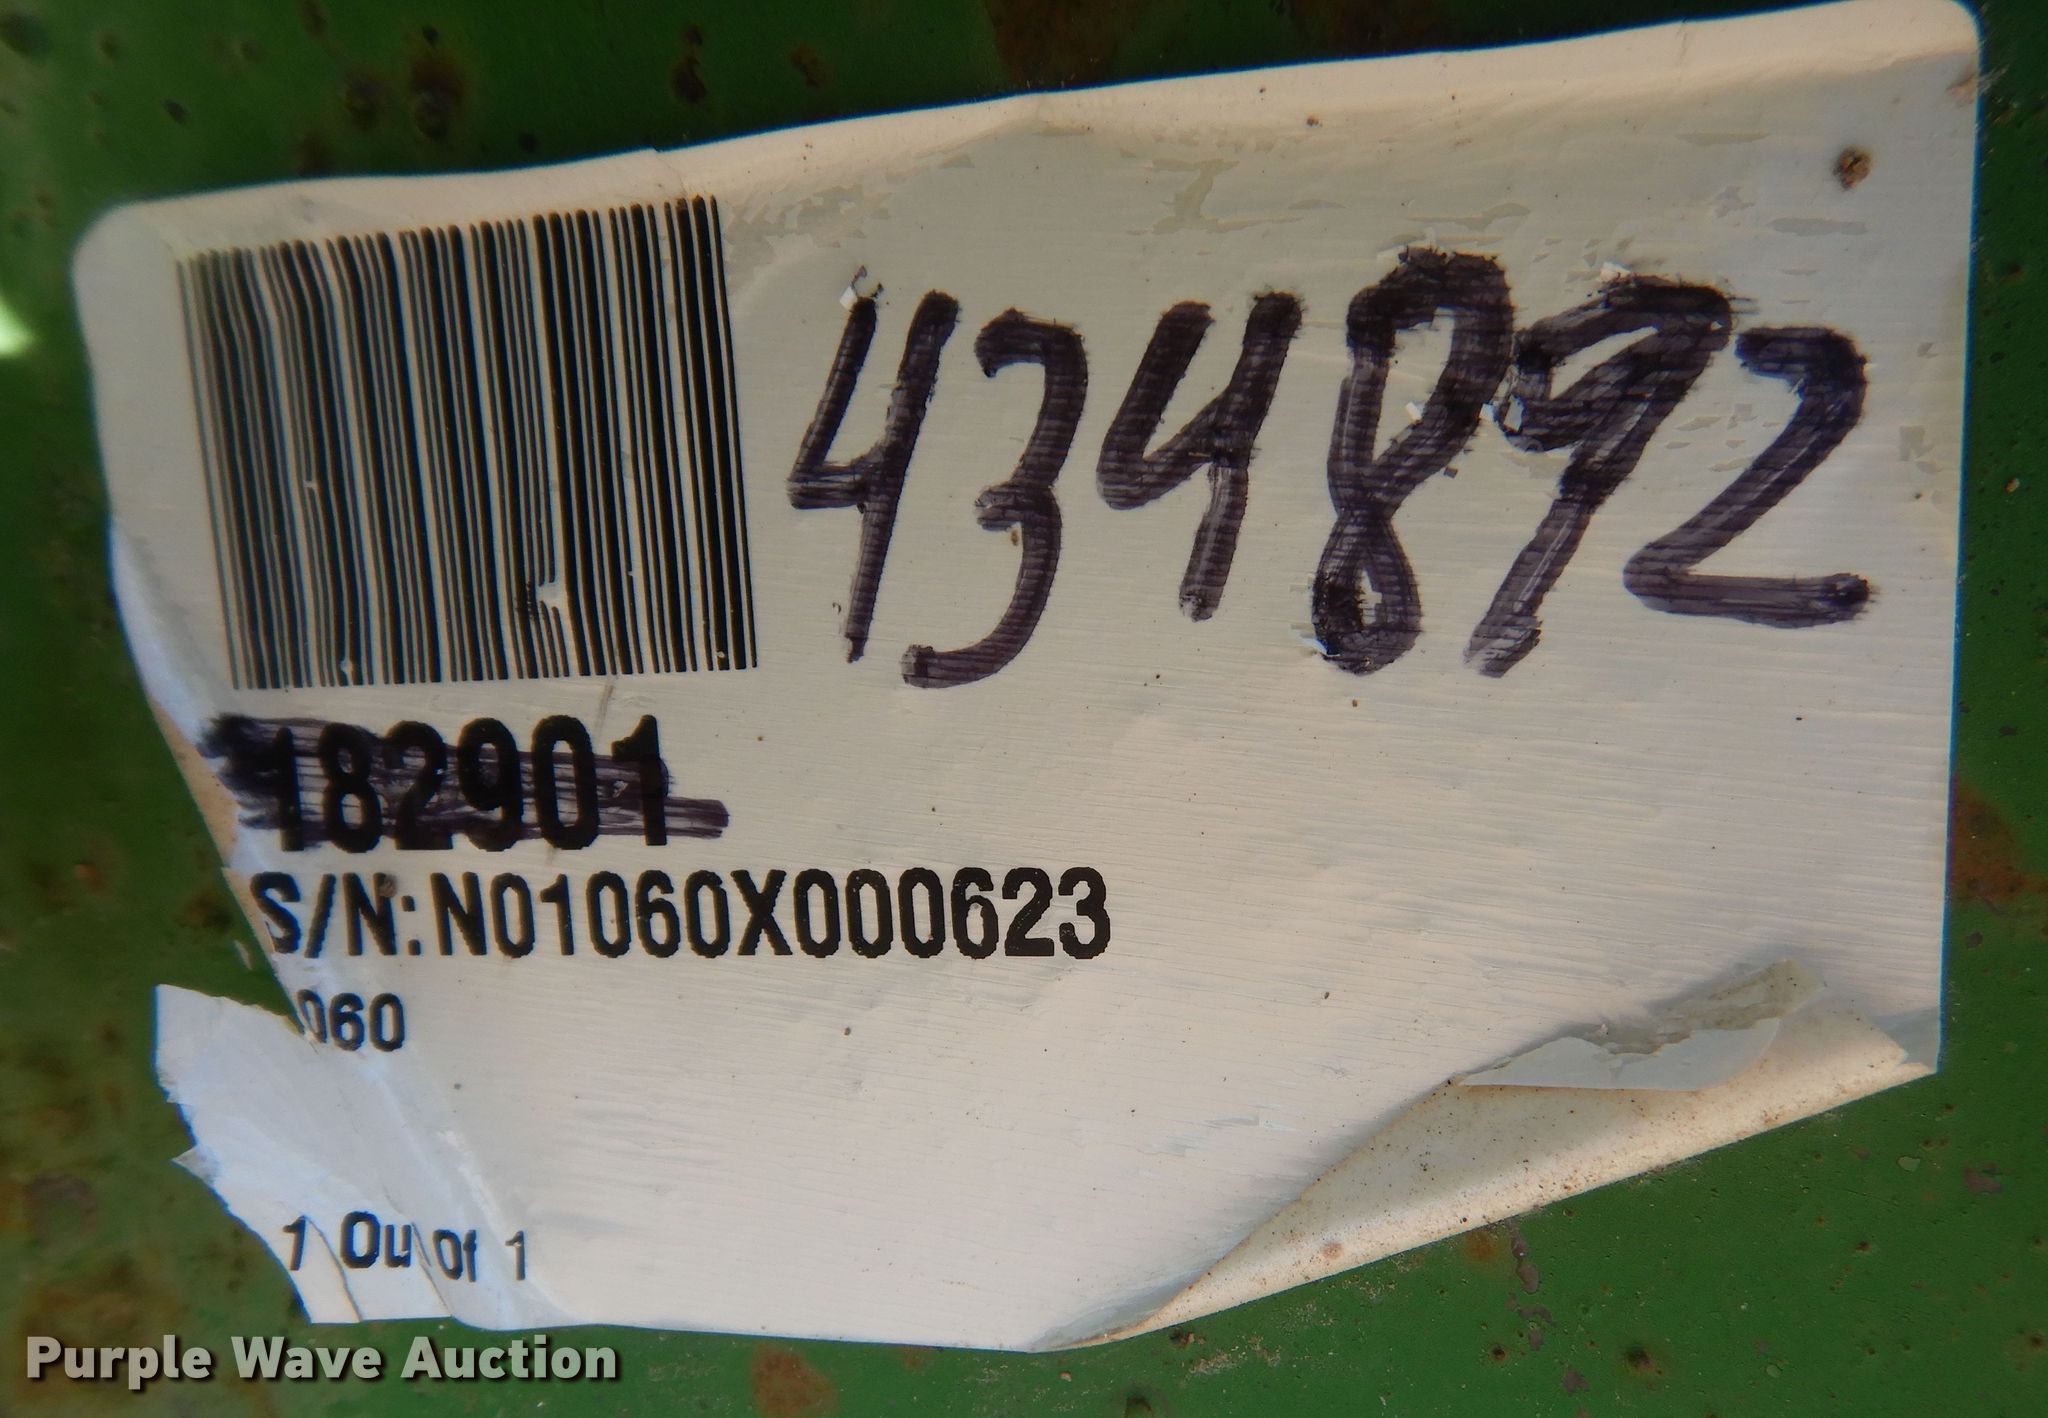 434892
182901
S/N: N01060X000623
060
1 Ou Of 1
Purple Wave Auction